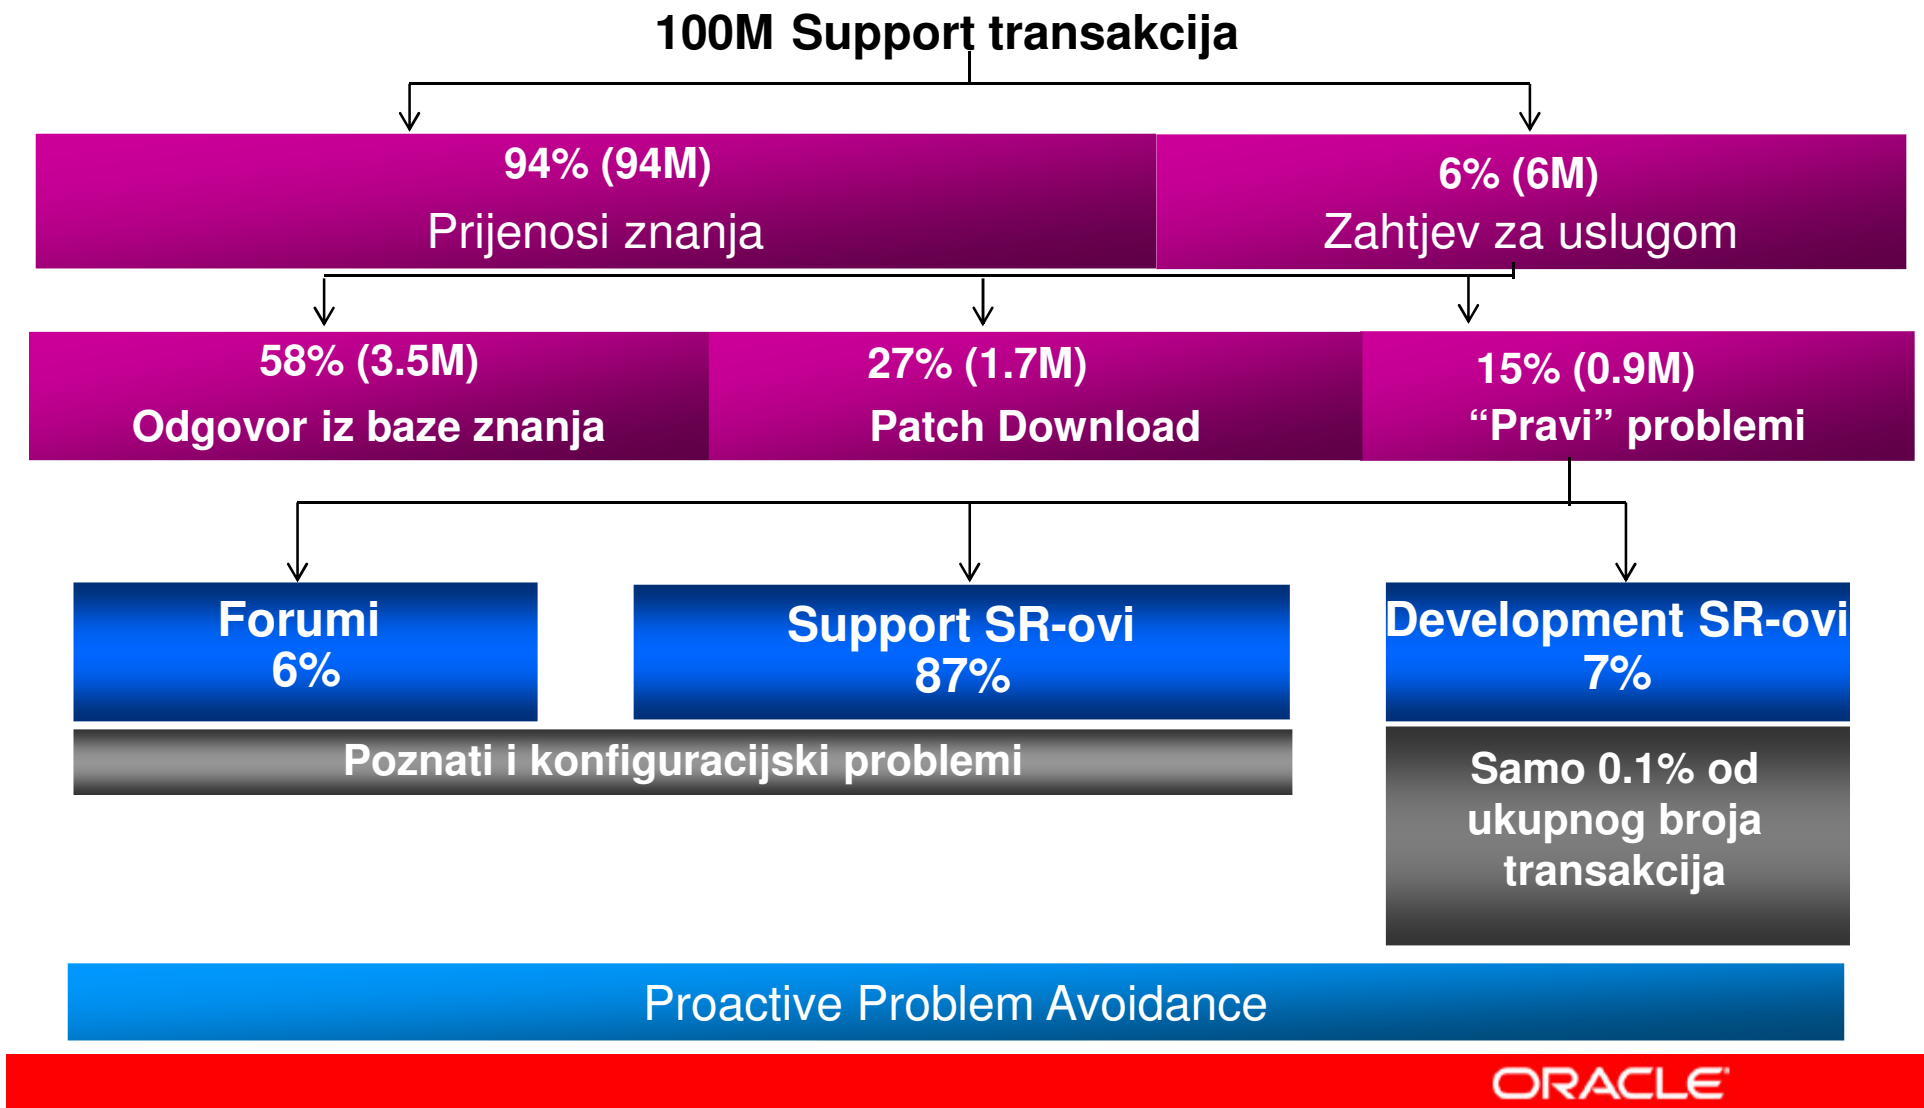 100M Support transakcija
94% (94M)
Prijenosi znanja
6% (6M)
Zahtjev za uslugom
58% (3.5M)
Odgovor iz baze znanja
27% (1.7M)
Patch Download
15% (0.9M)
“Pravi” problemi
Forumi
6%
Support SR-ovi
87%
Development SR-ovi
7%
Poznati i konfiguracijski problemi
Samo 0.1% od
ukupnog broja
transakcija
Proactive Problem Avoidance
ORACLE